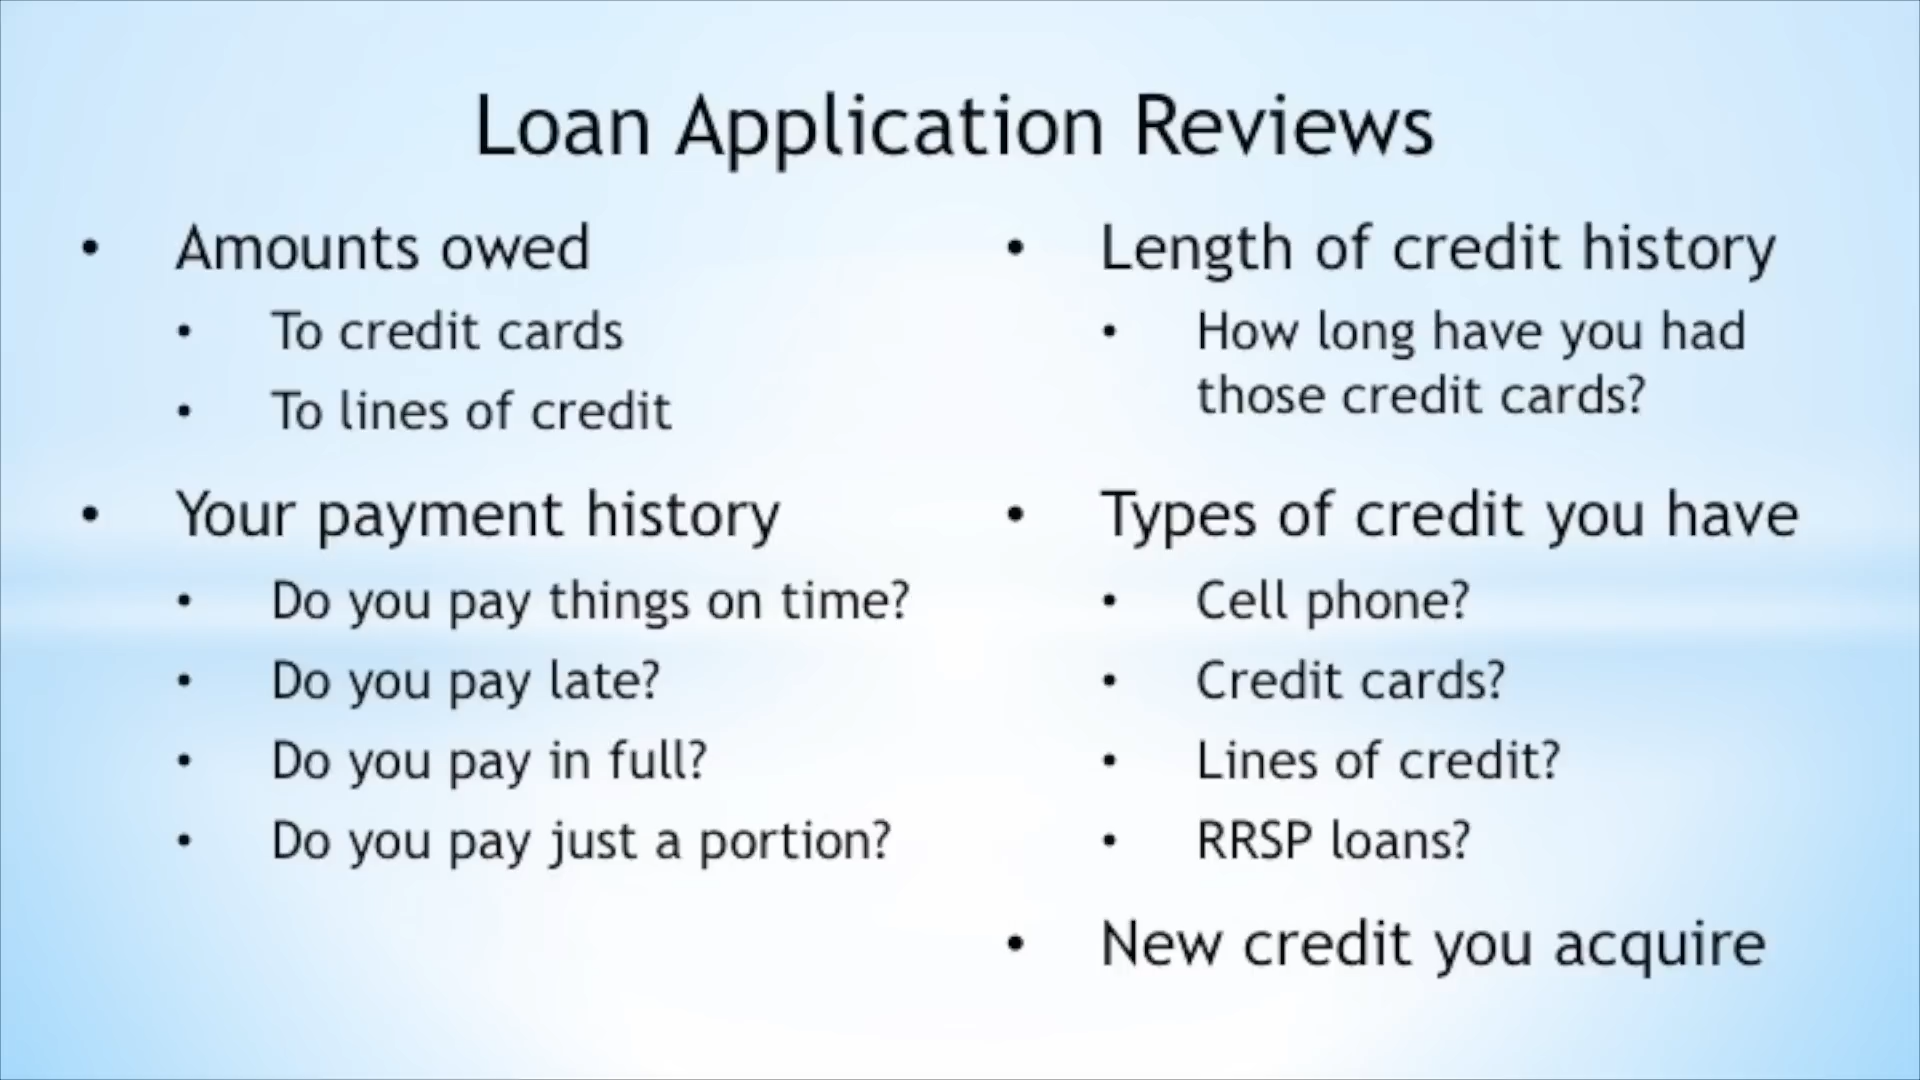 Loan Application Reviews
• Amounts owed
• To credit cards
• To lines of credit
• Your payment history
• Do you pay things on time?
• Do you pay late?
• Do you pay in full?
• Do you pay just a portion?
• Length of credit history
• How long have you had
those credit cards?
• Types of credit you have
• Cell phone?
• Credit cards?
• Lines of credit?
• RRSP loans?
• New credit you acquire